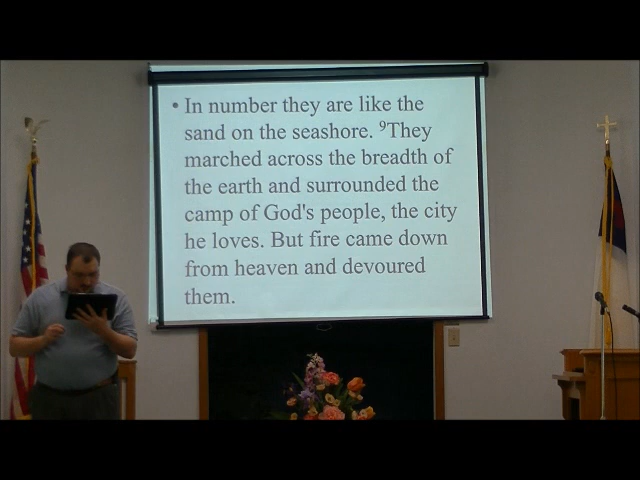 • In number they are like the
sand on the seashore. ⁹They
marched across the breadth of
the earth and surrounded the
camp of God's people, the city
he loves. But fire came down
from heaven and devoured
them.